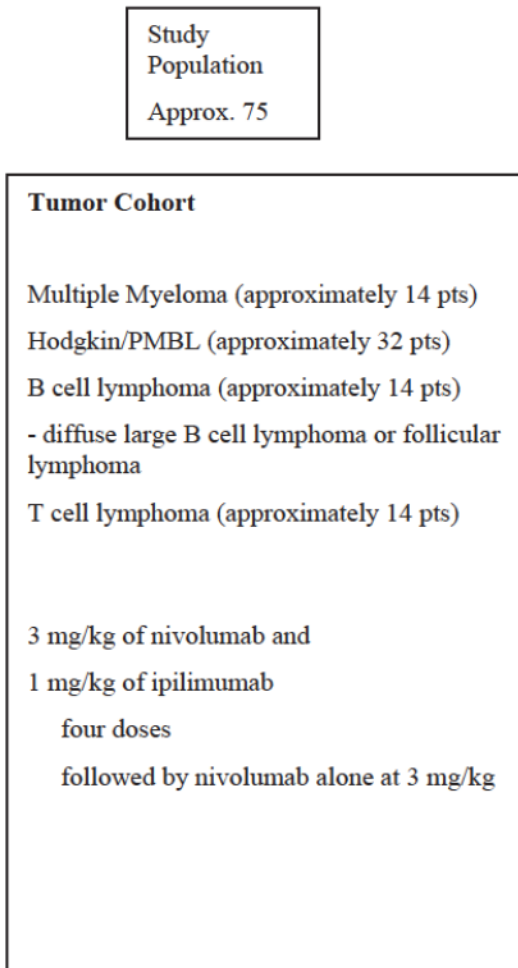 Study
Population
Approx. 75
Tumor Cohort
Multiple Myeloma (approximately 14 pts)
Hodgkin/PMBL (approximately 32 pts)
B cell lymphoma (approximately 14 pts)
- diffuse large B cell lymphoma or follicular
lymphoma
T cell lymphoma (approximately 14 pts)
3 mg/kg of nivolumab and
1 mg/kg of ipilimumab
four doses
followed by nivolumab alone at 3 mg/kg